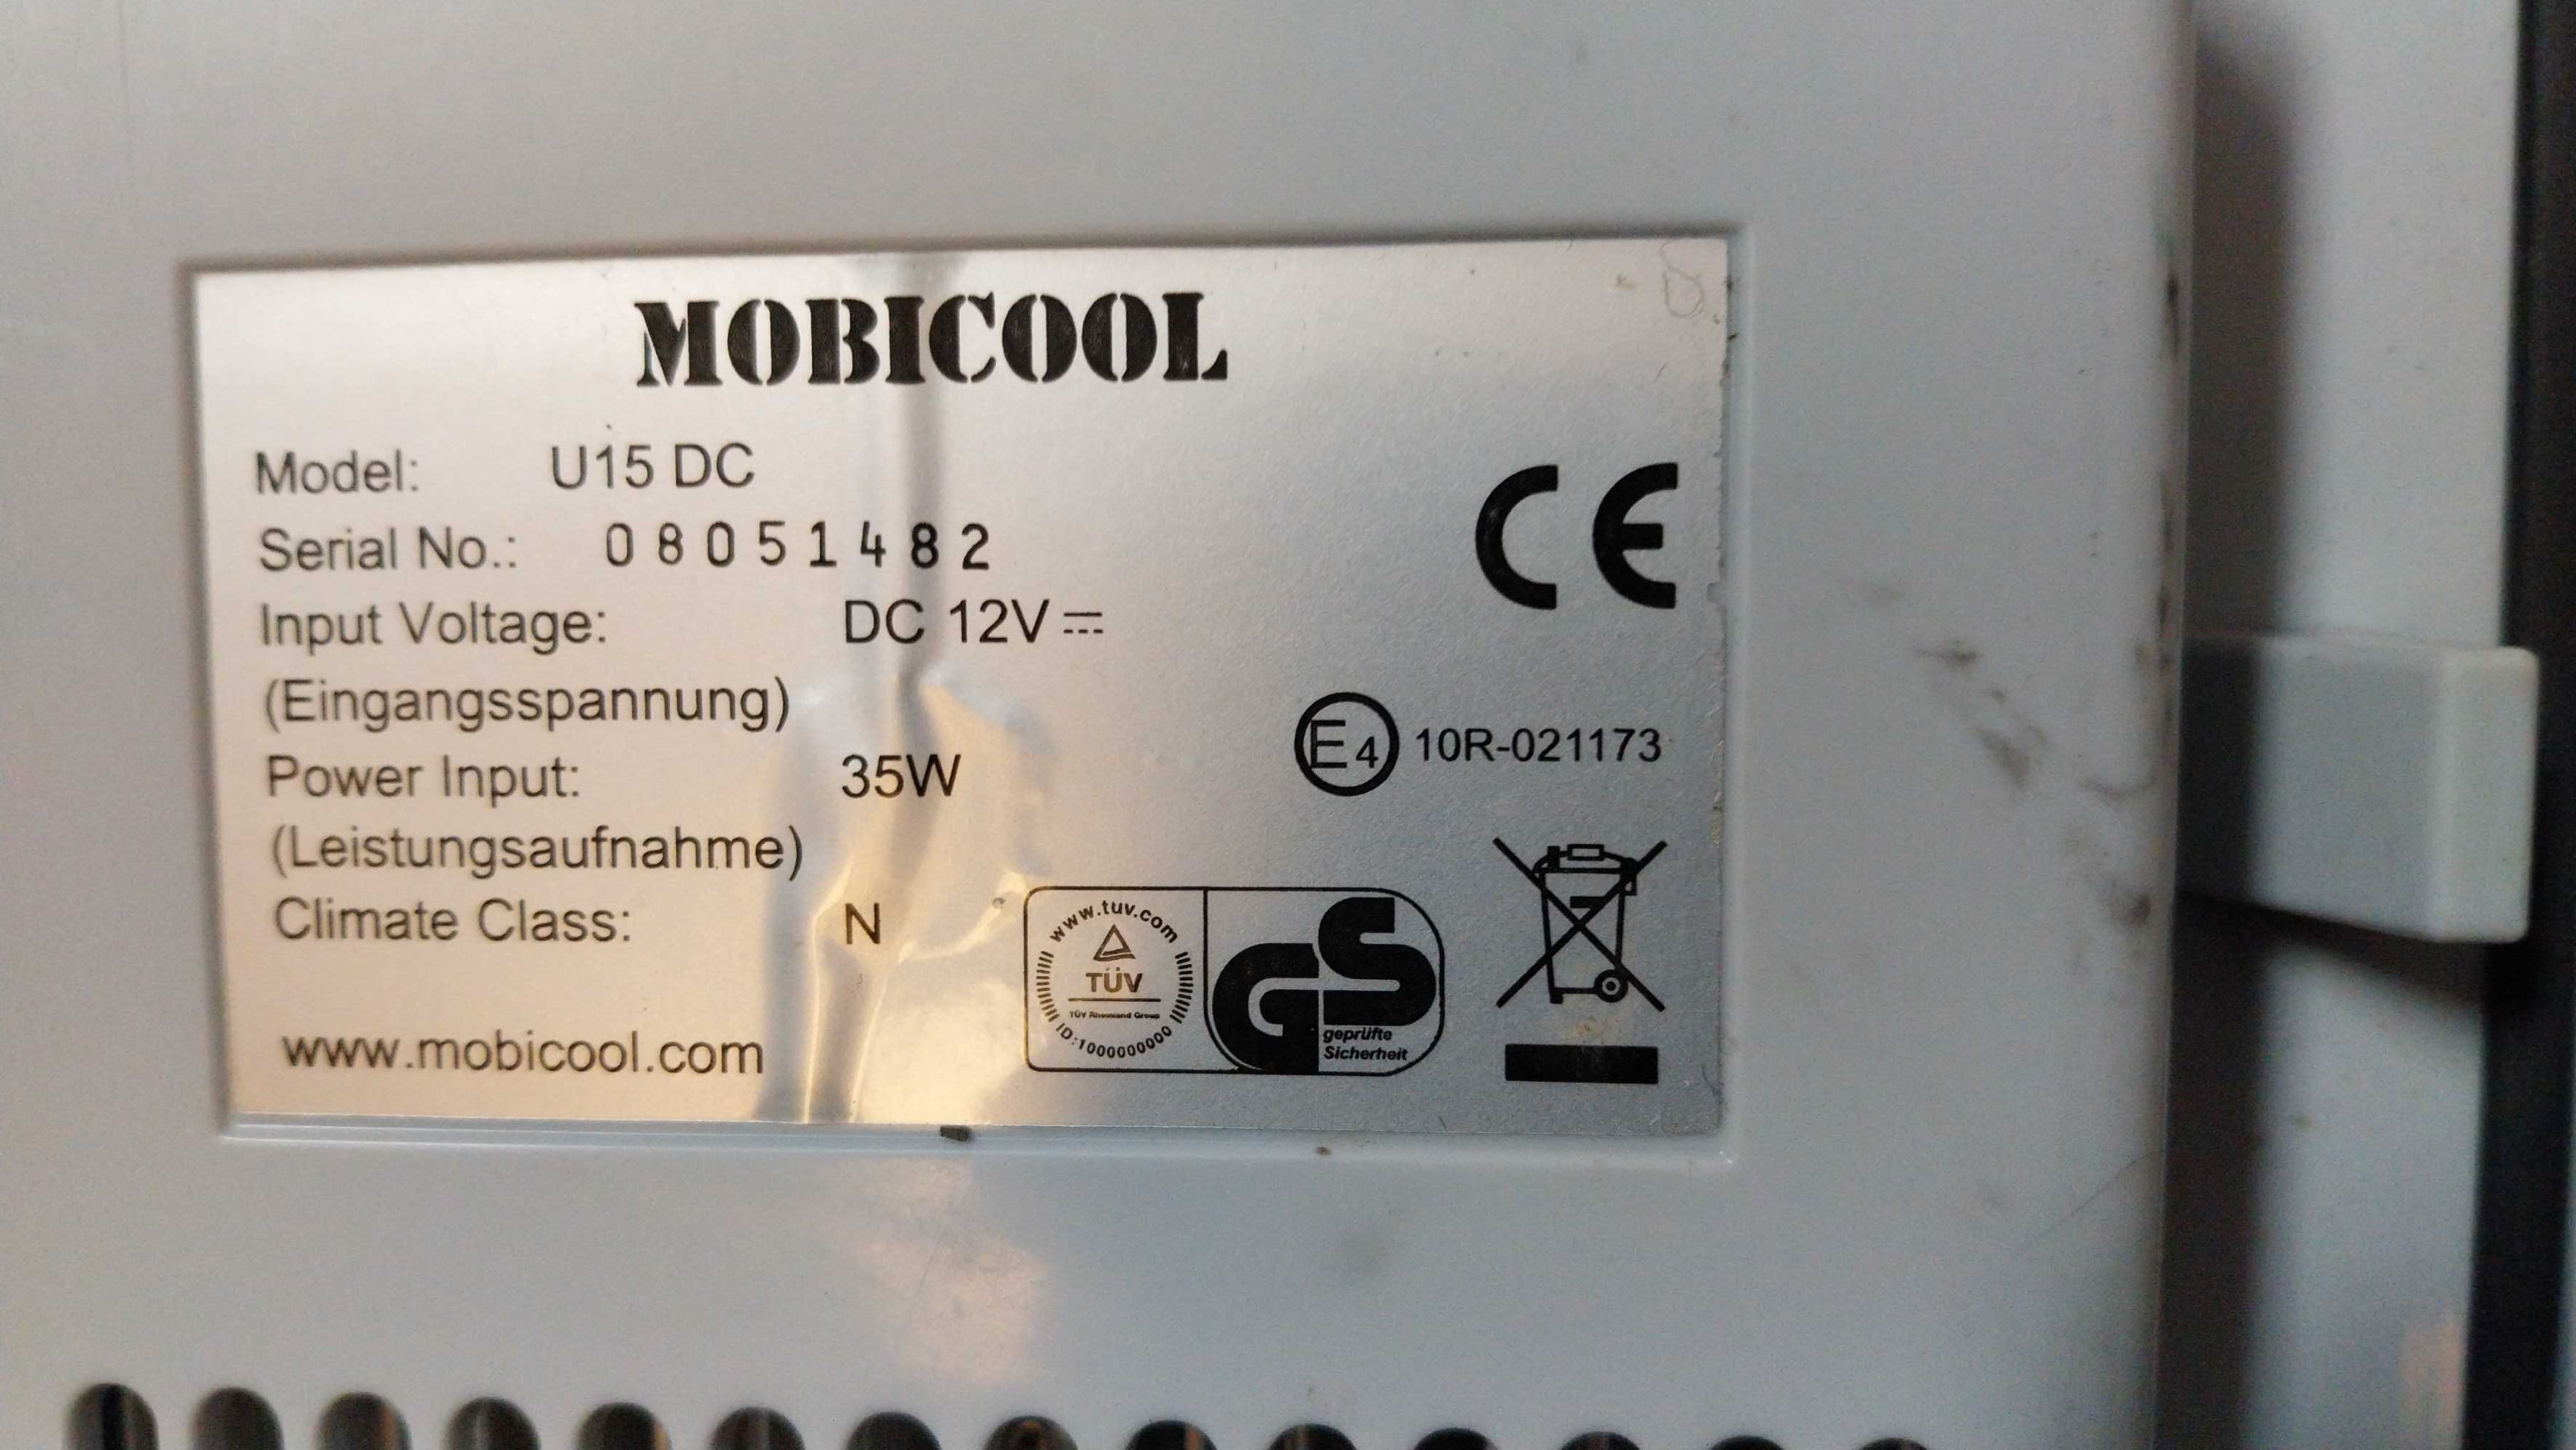 MOBICOOL
Model: U15 DC
Serial No.: 08051482
Input Voltage: DC 12V
(Eingangsspannung)
Power Input: 35W
(Leistungsaufnahme)
Climate Class: N
www.mobicool.com
CE
E4 10R-021173
www.tuv.com
TÜV
TÜV Rheinland Group
ID:1000000000
GS
geprüfte
Sicherheit